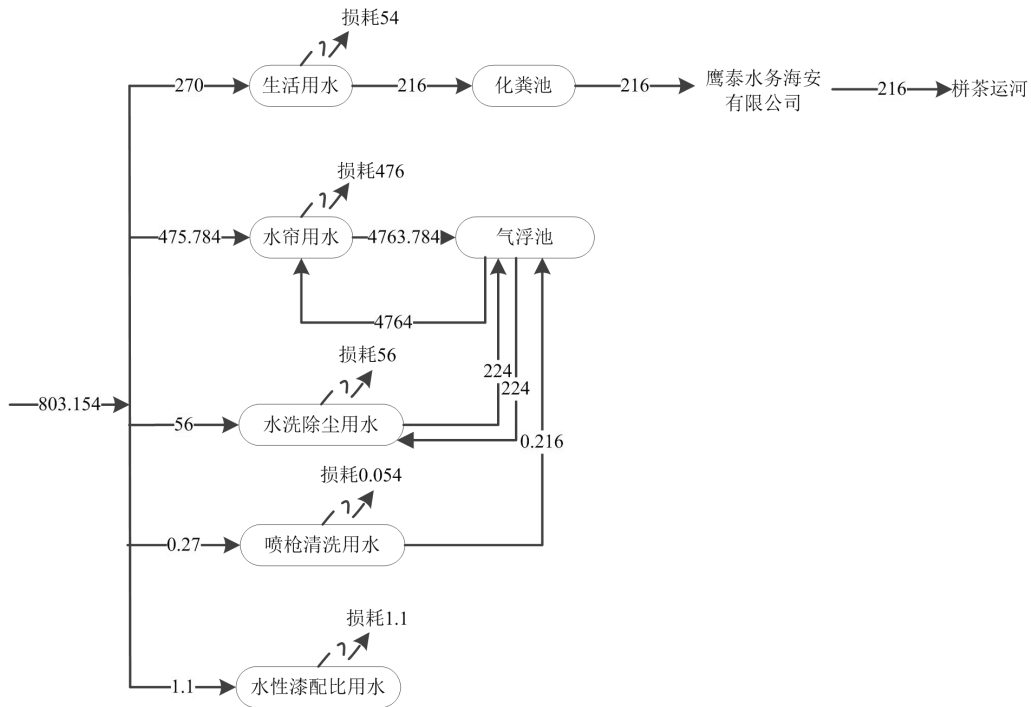 损耗54
270
生活用水
216
化粪池
216
鹰泰水务海安
有限公司
216
栟茶运河
损耗476
475.784
水帘用水
4763.784
气浮池
4764
损耗56
224
224
803.154
56
水洗除尘用水
0.216
损耗0.054
0.27
喷枪清洗用水
损耗1.1
1.1
水性漆配比用水